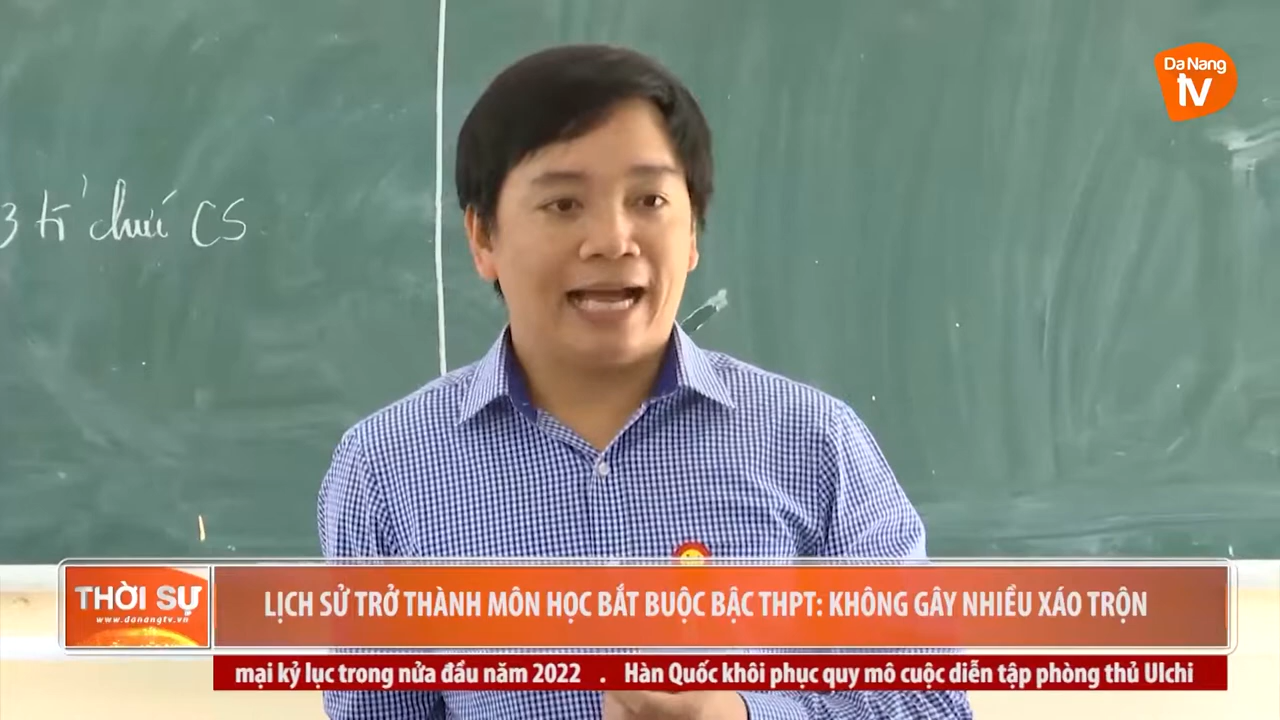 Da Nang
tv
3 tổ chức CS
THỜI SỰ
www.danangtv.vn
LỊCH SỬ TRỞ THÀNH MÔN HỌC BẮT BUỘC BẬC THPT: KHÔNG GÂY NHIỀU XÁO TRỘN
mại kỷ lục trong nửa đầu năm 2022 . Hàn Quốc khôi phục quy mô cuộc diễn tập phòng thủ Ulchi